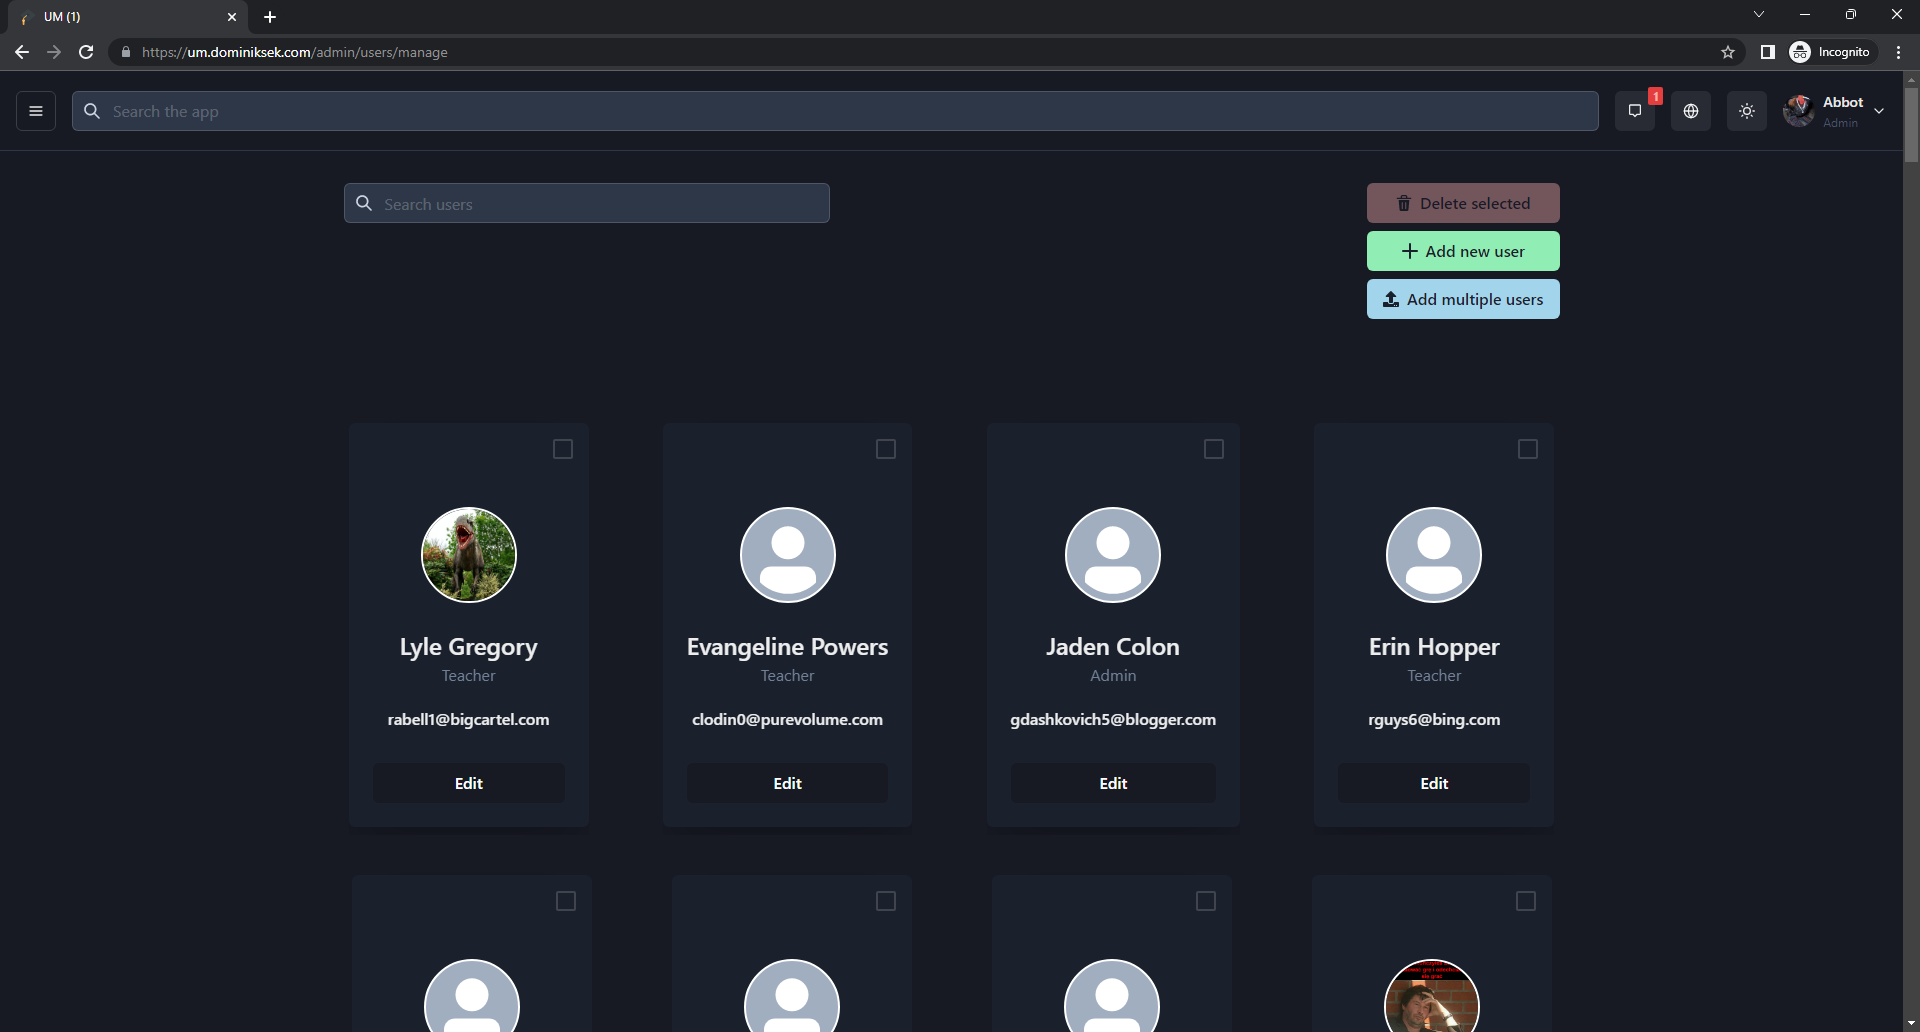 UM (1)
https://um.dominiksek.com/admin/users/manage
Incognito
Search the app
1
Abbot
Admin
Search users
Delete selected
Add new user
Add multiple users
Lyle Gregory
Teacher
rabell1@bigcartel.com
Edit
Evangeline Powers
Teacher
clodin0@purevolume.com
Edit
Jaden Colon
Admin
gdashkovich5@blogger.com
Edit
Erin Hopper
Teacher
rguys6@bing.com
Edit